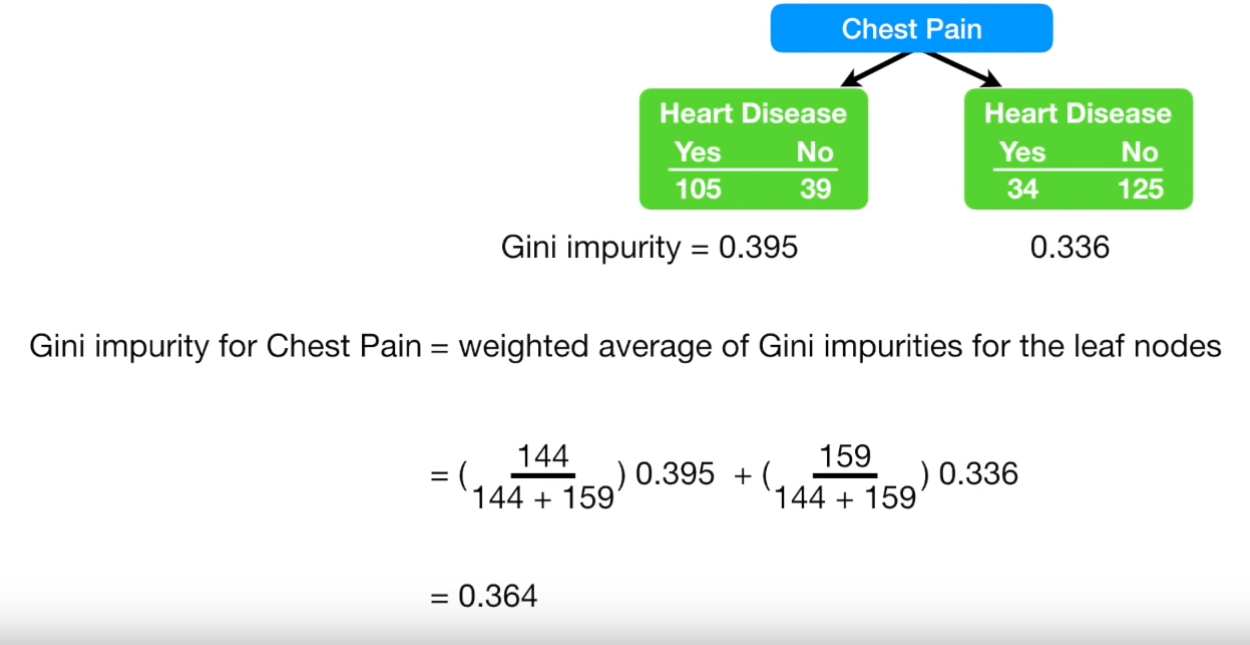 Chest Pain
Heart Disease
Yes No
105 39
Heart Disease
Yes No
34 125
Gini impurity = 0.395
0.336
Gini impurity for Chest Pain = weighted average of Gini impurities for the leaf nodes
= (144 / 144 + 159) 0.395 + (159 / 144 + 159) 0.336
= 0.364